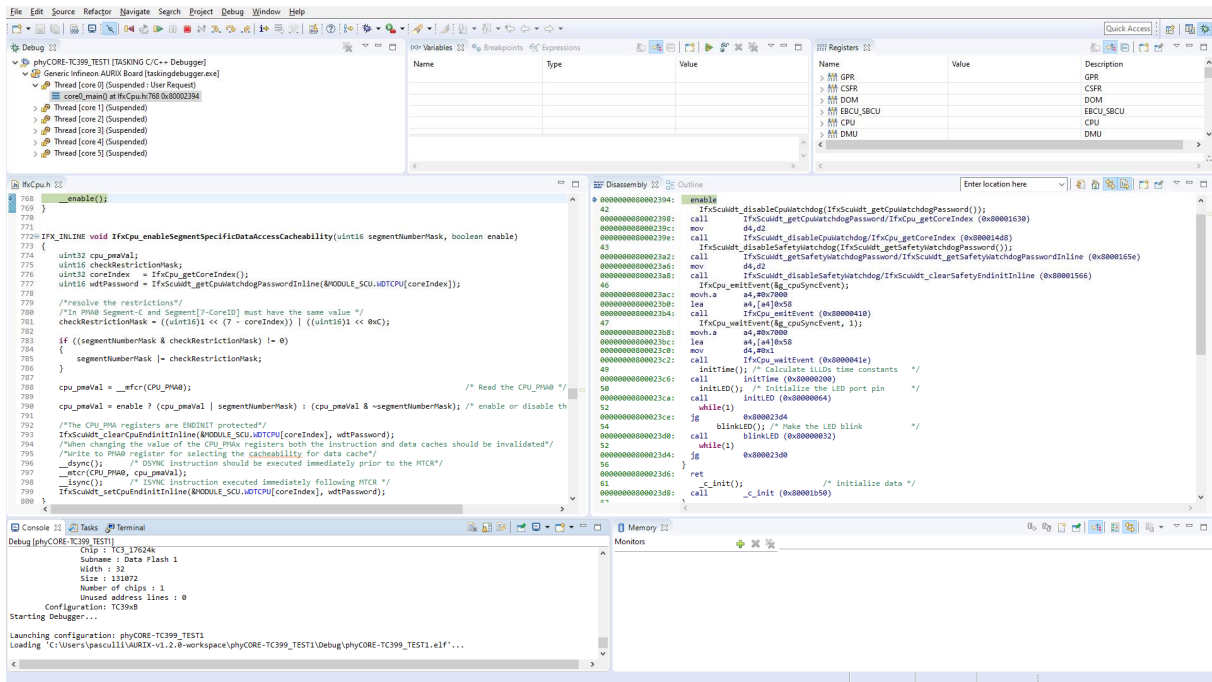 File Edit Source Refactor Navigate Search Project Debug Window Help
Quick Access
Debug
phyCORE-TC399_TEST1 [TASKING C/C++ Debugger]
Generic Infineon AURIX Board [taskingdebugger.exe]
Thread [core 0] (Suspended : User Request)
core0_main() at IfxCpu.h:768 0x80002394
Thread [core 1] (Suspended)
Thread [core 2] (Suspended)
Thread [core 3] (Suspended)
Thread [core 4] (Suspended)
Thread [core 5] (Suspended)
Variables Breakpoints Expressions
Name Type Value
Registers
Name Value Description
GPR GPR
CSFR CSFR
DOM DOM
EBCU_SBCU EBCU_SBCU
CPU CPU
DMU DMU
IfxCpu.h
768 __enable();
769 }
770
771
772 IFX_INLINE void IfxCpu_enableSegmentSpecificDataAccessCacheability(uint16 segmentNumberMask, boolean enable)
773 {
774 uint32 cpu_pmaVal;
775 uint16 checkRestrictionMask;
776 uint32 coreIndex = IfxCpu_getCoreIndex();
777 uint16 wdtPassword = IfxScuWdt_getCpuWatchdogPasswordInline(&MODULE_SCU.WDTCPU[coreIndex]);
778
779 /*resolve the restrictions*/
780 /*In PMA0 Segment-C and Segment[7-CoreID] must have the same value */
781 checkRestrictionMask = ((uint16)1 << (7 - coreIndex)) | ((uint16)1 << 0xC);
782
783 if ((segmentNumberMask & checkRestrictionMask) != 0)
784 {
785 segmentNumberMask |= checkRestrictionMask;
786 }
787
788 cpu_pmaVal = __mfcr(CPU_PMA0); /* Read the CPU_PMA0 */
789
790 cpu_pmaVal = enable ? (cpu_pmaVal | segmentNumberMask) : (cpu_pmaVal & ~segmentNumberMask); /* enable or disable th
791
792 /*The CPU_PMA registers are ENDINIT protected*/
793 IfxScuWdt_clearCpuEndinitInline(&MODULE_SCU.WDTCPU[coreIndex], wdtPassword);
794 /*When changing the value of the CPU_PMAx registers both the instruction and data caches should be invalidated*/
795 /*Write to PMA0 register for selecting the cacheability for data cache*/
796 __dsync(); /* DSYNC instruction should be executed immediately prior to the MTCR*/
797 __mtcr(CPU_PMA0, cpu_pmaVal);
798 __isync(); /* ISYNC instruction executed immediately following MTCR */
799 IfxScuWdt_setCpuEndinitInline(&MODULE_SCU.WDTCPU[coreIndex], wdtPassword);
800 }
Disassembly Outline
Enter location here
0000000080002394: enable
42 IfxScuWdt_disableCpuWatchdog(IfxScuWdt_getCpuWatchdogPassword());
0000000080002398: call IfxScuWdt_getCpuWatchdogPassword/IfxCpu_getCoreIndex (0x80001630)
000000008000239c: mov d4,d2
000000008000239e: call IfxScuWdt_disableCpuWatchdog/IfxCpu_getCoreIndex (0x800014d8)
43 IfxScuWdt_disableSafetyWatchdog(IfxScuWdt_getSafetyWatchdogPassword());
00000000800023a2: call IfxScuWdt_getSafetyWatchdogPassword/IfxScuWdt_getSafetyWatchdogPasswordInline (0x8000165e)
00000000800023a6: mov d4,d2
00000000800023a8: call IfxScuWdt_disableSafetyWatchdog/IfxScuWdt_clearSafetyEndinitInline (0x80001566)
46 IfxCpu_emitEvent(&g_cpuSyncEvent);
00000000800023ac: movh.a a4,#0x7000
00000000800023b0: lea a4,[a4]0x58
00000000800023b4: call IfxCpu_emitEvent (0x80000410)
47 IfxCpu_waitEvent(&g_cpuSyncEvent, 1);
00000000800023b8: movh.a a4,#0x7000
00000000800023bc: lea a4,[a4]0x58
00000000800023c0: mov d4,#0x1
00000000800023c2: call IfxCpu_waitEvent (0x8000041e)
49 initTime(); /* Calculate iLLDs time constants */
00000000800023c6: call initTime (0x80000200)
50 initLED(); /* Initialize the LED port pin */
00000000800023ca: call initLED (0x80000064)
52 while(1)
00000000800023ce: jg 0x800023d4
54 blinkLED(); /* Make the LED blink */
00000000800023d0: call blinkLED (0x80000032)
52 while(1)
00000000800023d4: jg 0x800023d0
56 }
00000000800023d6: ret
61 _c_init(); /* initialize data */
00000000800023d8: call _c_init (0x80001b50)
Console Tasks Terminal
Debug [phyCORE-TC399_TEST1]
Chip : TC3_17624k
Subname : Data Flash 1
Width : 32
Size : 131072
Number of chips : 1
Unused address lines : 0
Configuration: TC39xB
Starting Debugger...
Launching configuration: phyCORE-TC399_TEST1
Loading 'C:\Users\pasculli\AURIX-v1.2.0-workspace\phyCORE-TC399_TEST1\Debug\phyCORE-TC399_TEST1.elf'...
Memory
Monitors